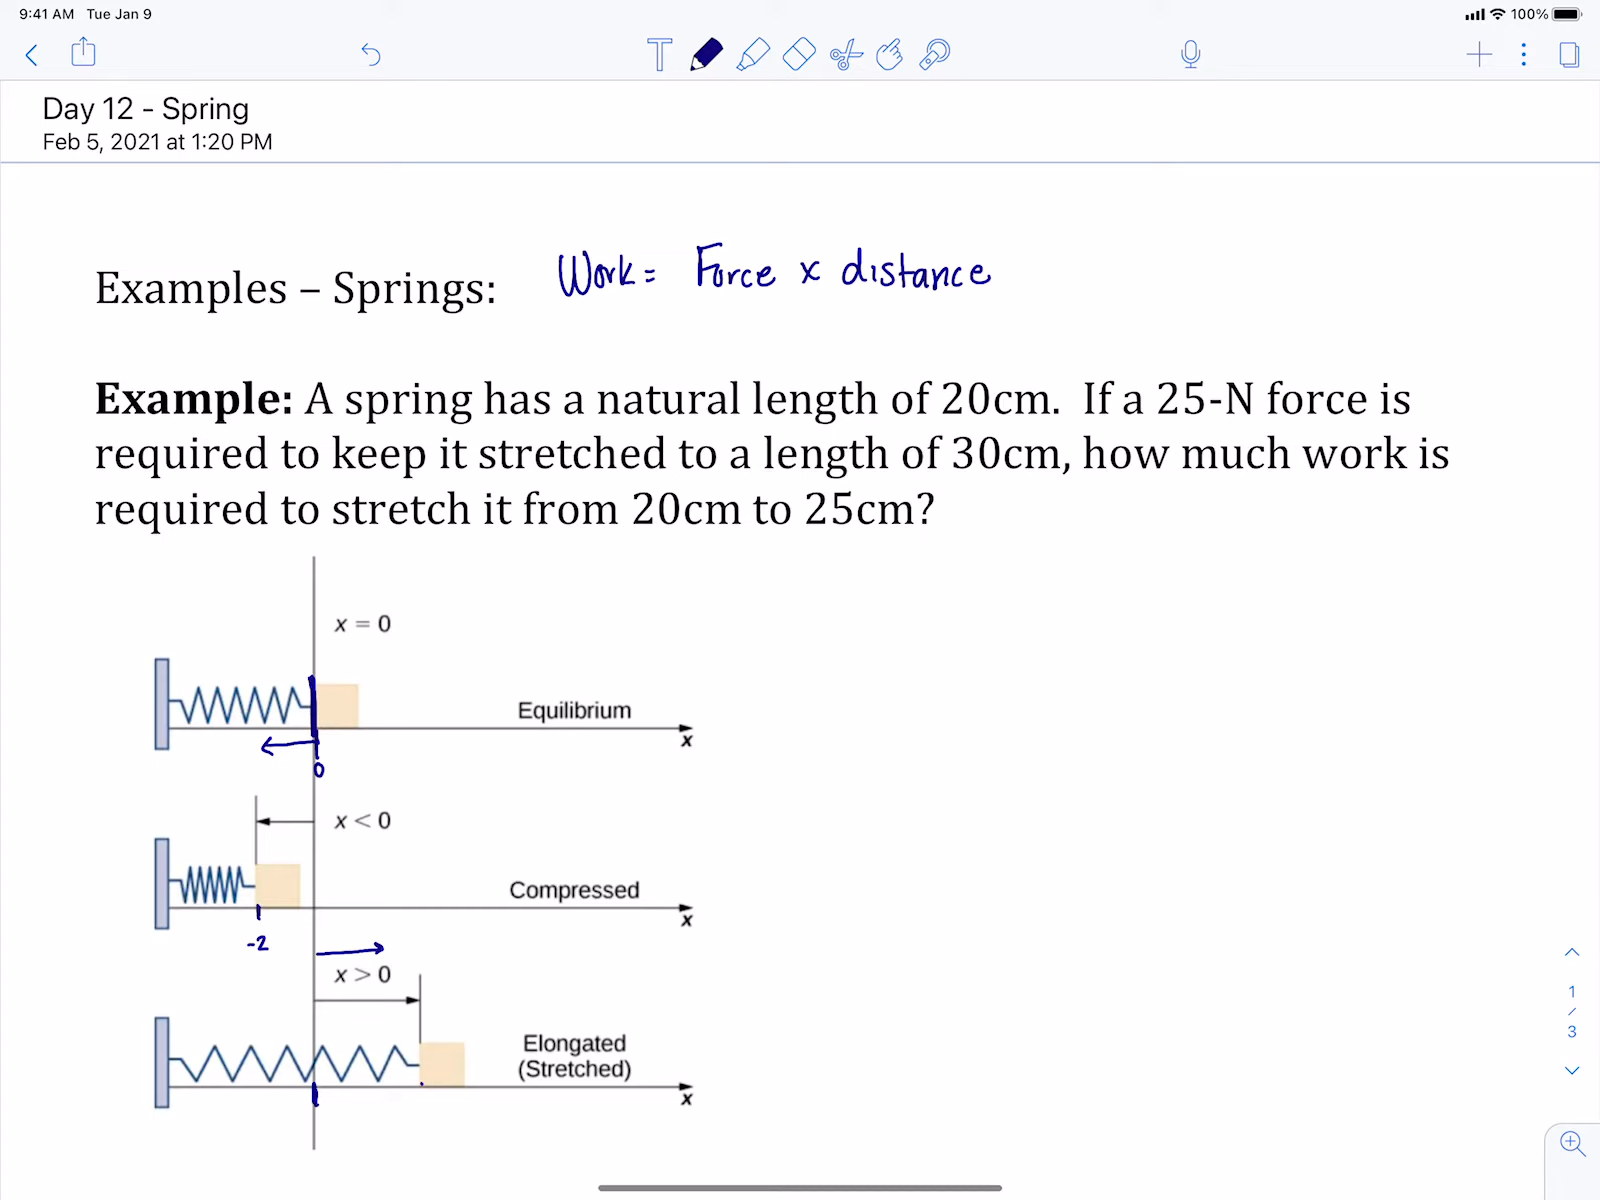 9:41 AM Tue Jan 9
100%
Day 12 - Spring
Feb 5, 2021 at 1:20 PM
Examples – Springs:
Work = Force x distance
Example: A spring has a natural length of 20cm. If a 25-N force is
required to keep it stretched to a length of 30cm, how much work is
required to stretch it from 20cm to 25cm?
x = 0
Equilibrium
x
0
x < 0
Compressed
x
-2
x > 0
Elongated
(Stretched)
x
1
/
3